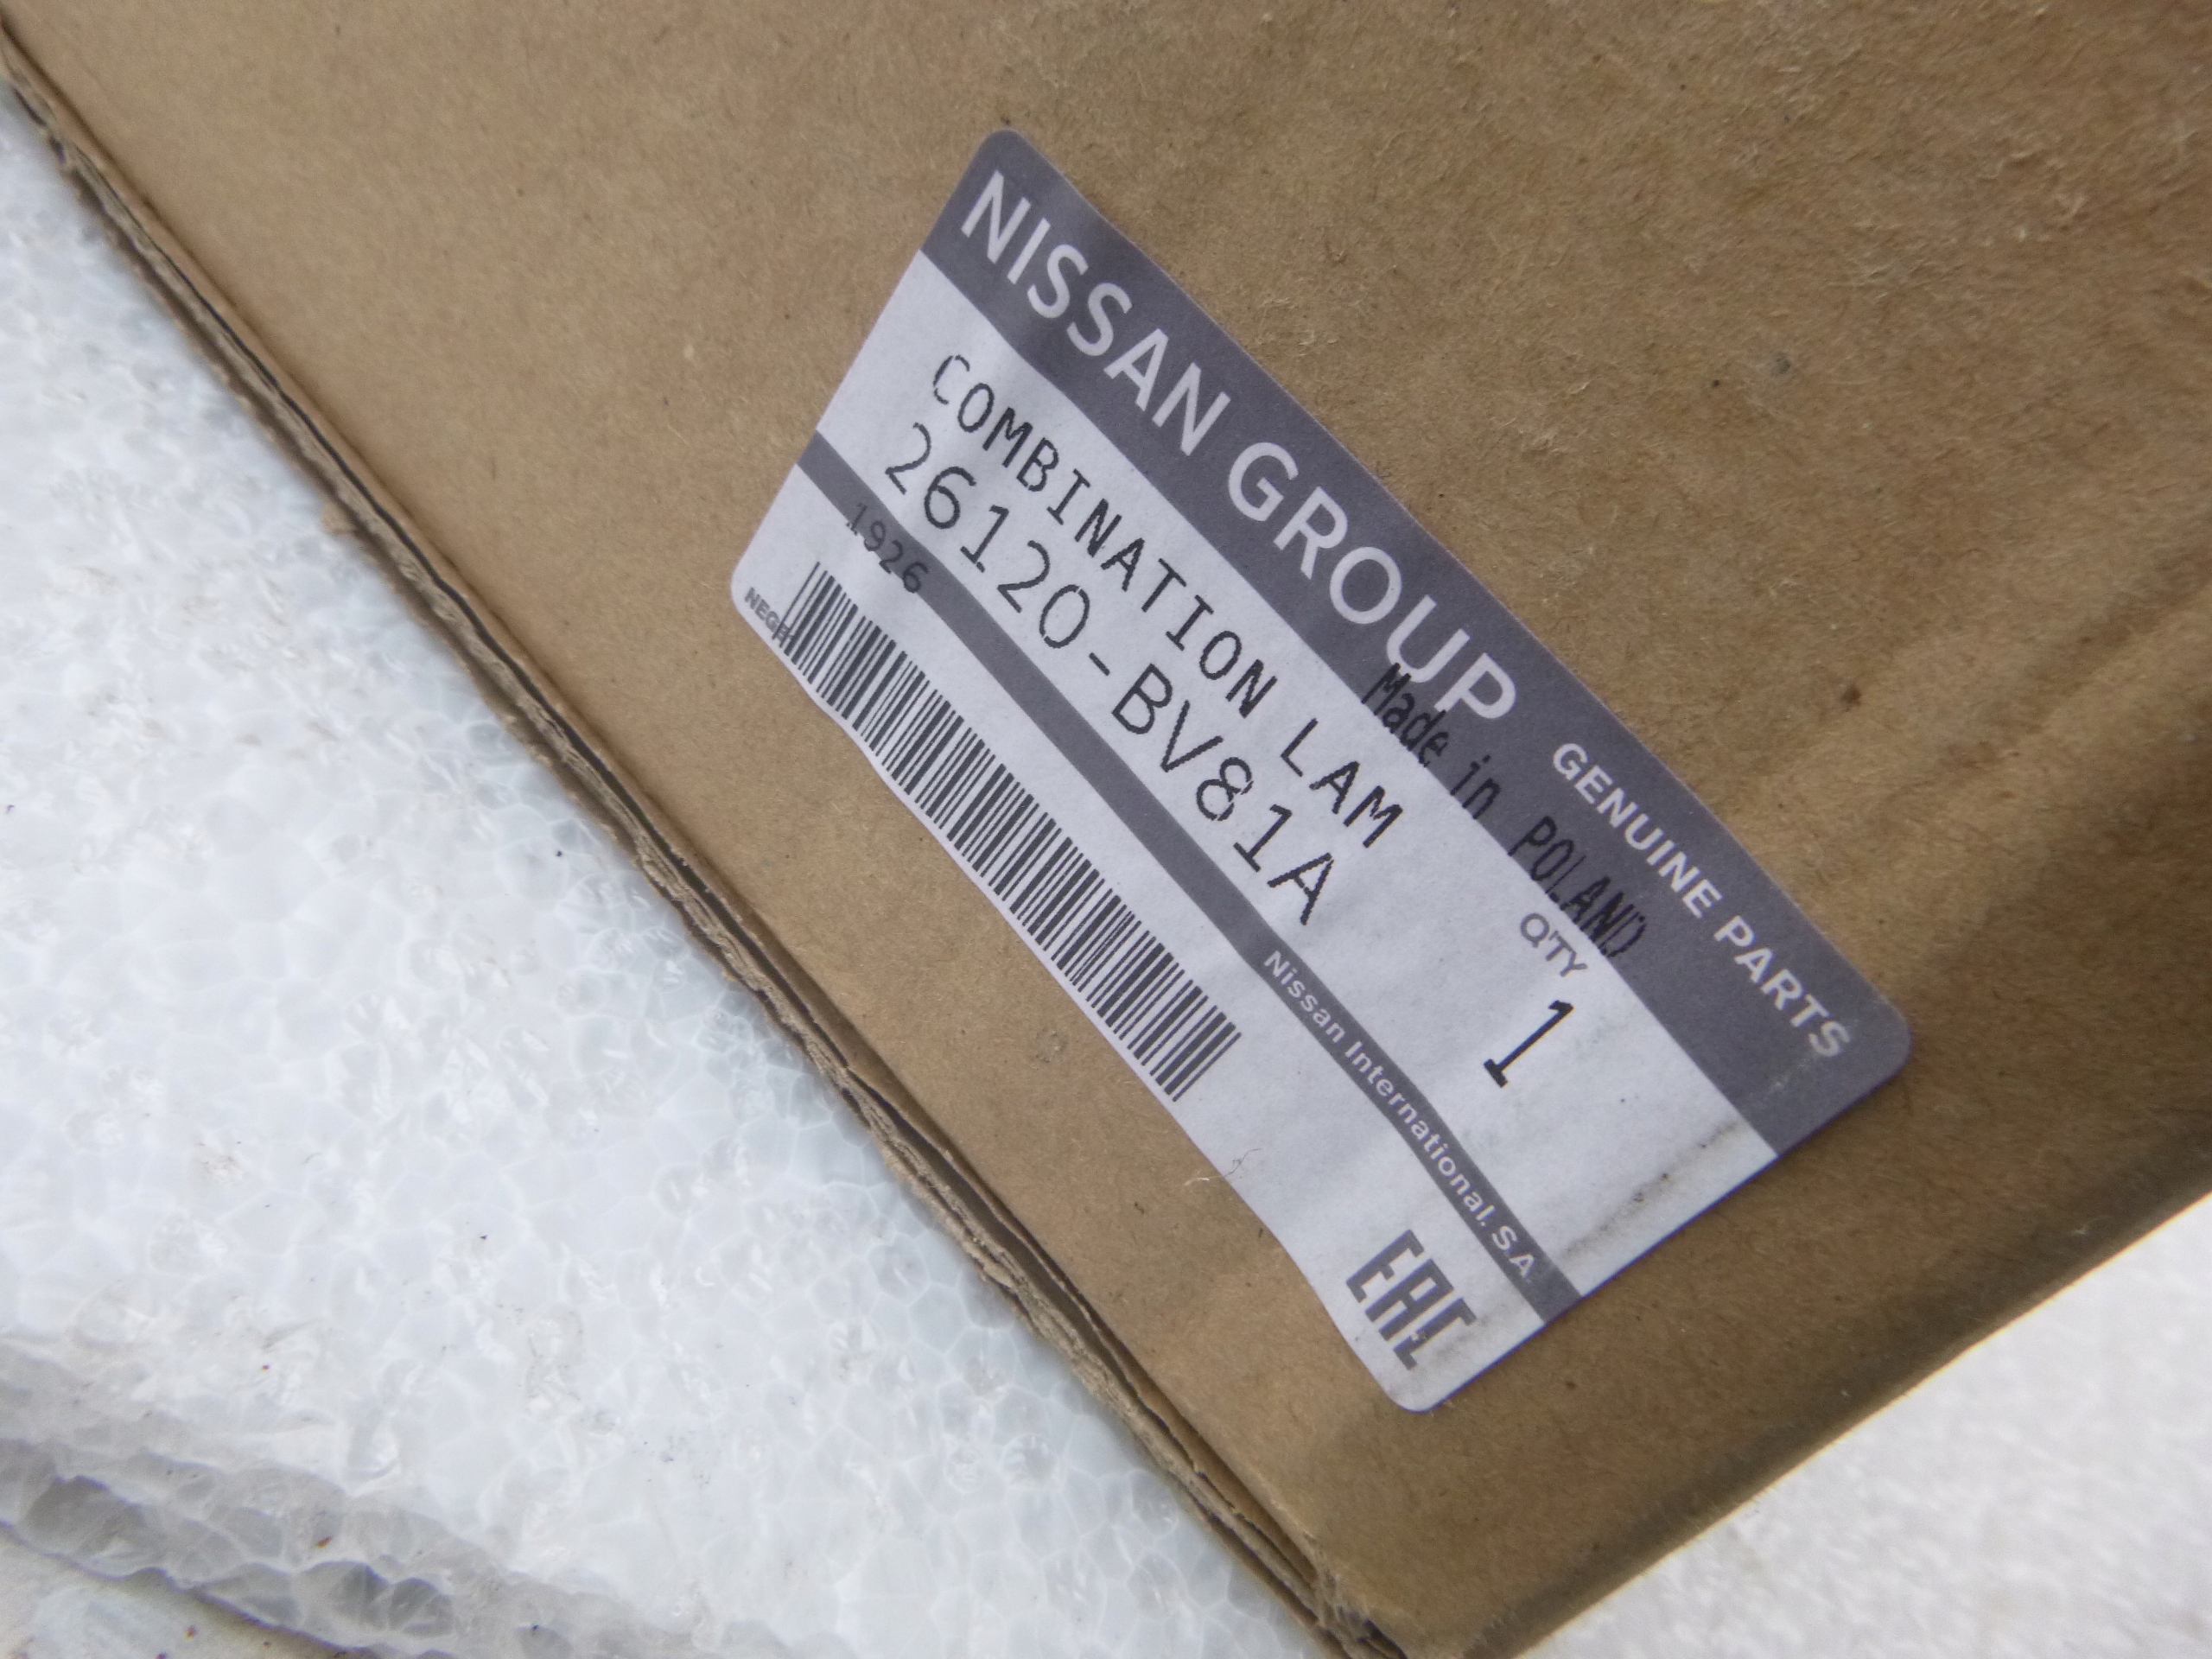 NISSAN GROUP GENUINE PARTS
Made in POLAND
COMBINATION LAM
26120-BV81A
QTY
1
1926
Nissan International. SA
EAC